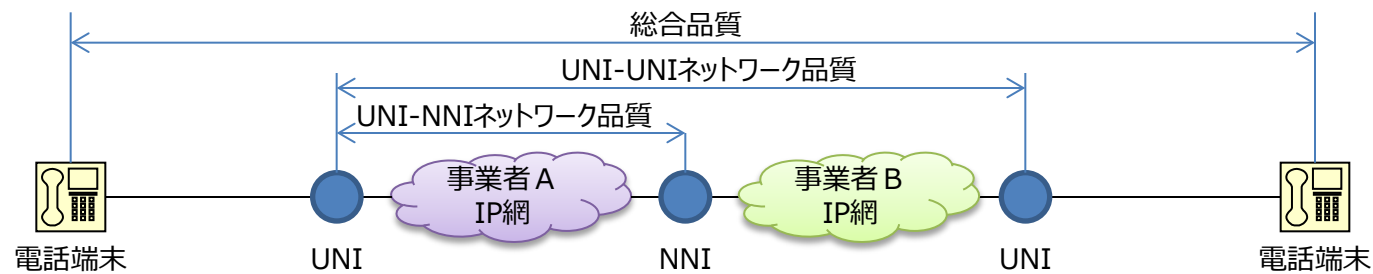 総合品質
UNI-UNIネットワーク品質
UNI-NNIネットワーク品質
事業者A
IP網
事業者B
IP網
電話端末
UNI
NNI
UNI
電話端末